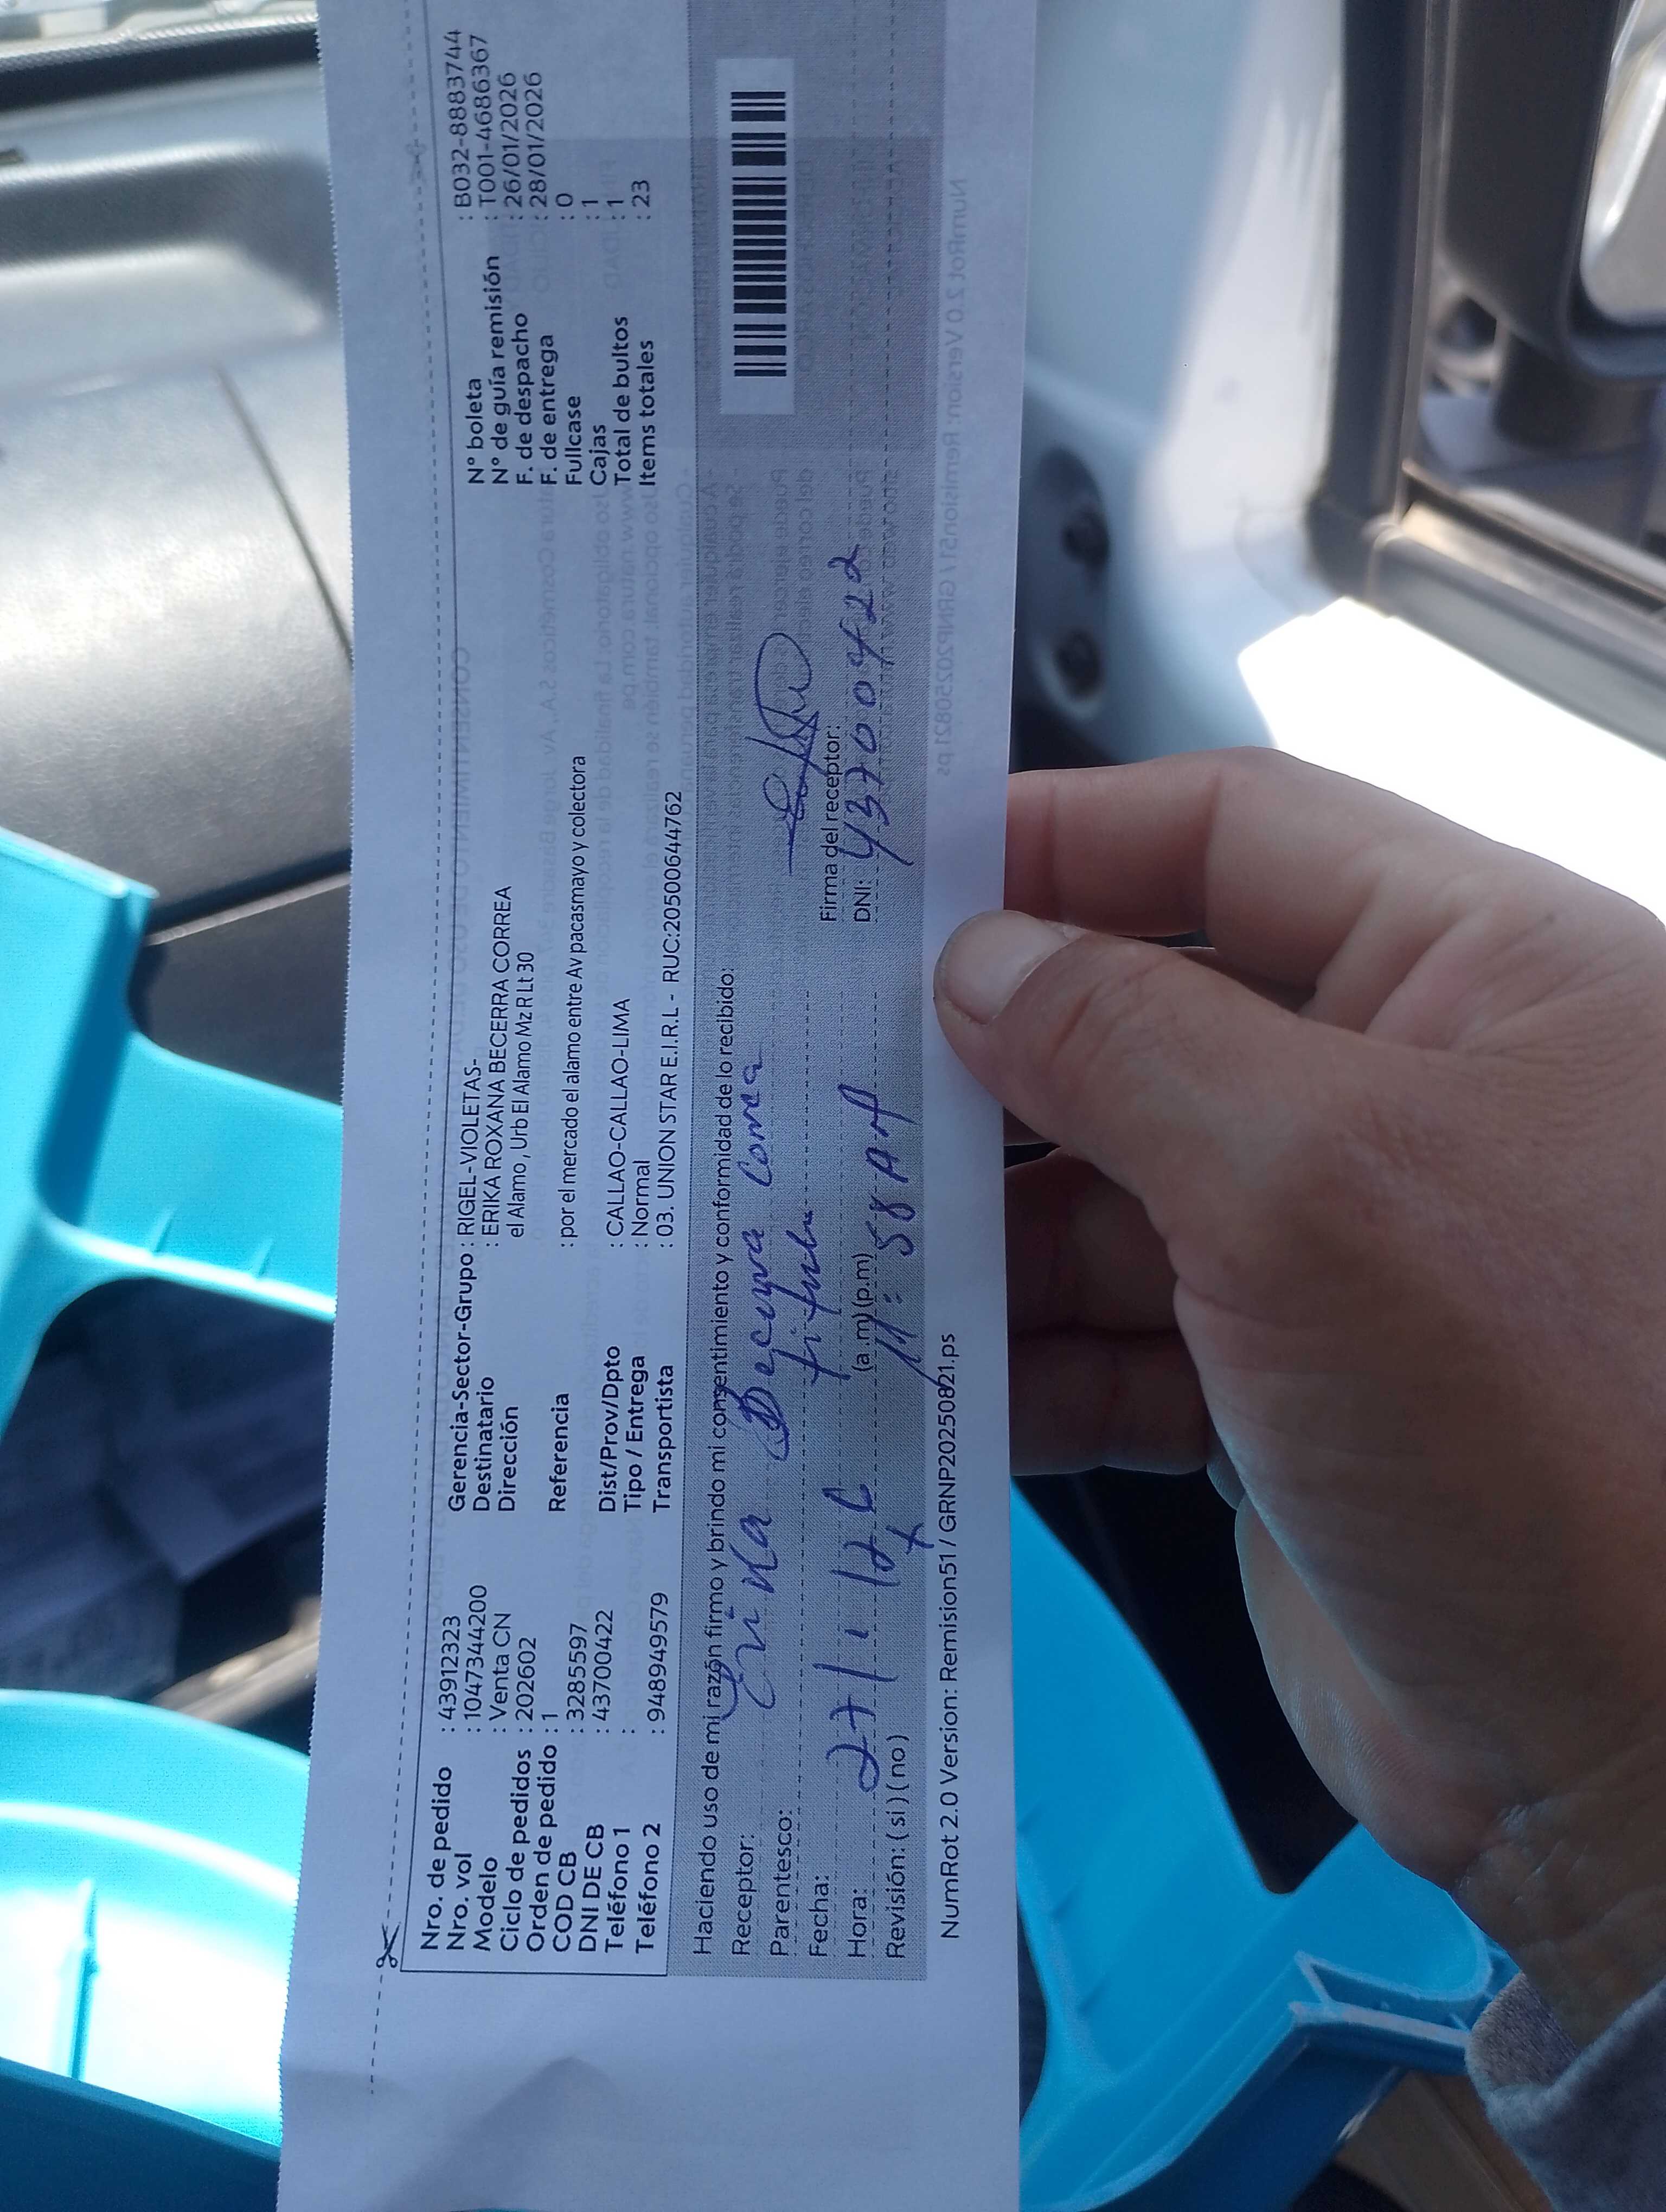 Nro. de pedido : 43912323
Nro. vol : 1047344200
Modelo : Venta CN
Ciclo de pedidos : 202602
Orden de pedido : 1
COD CB : 3285597
DNI DE CB : 43700422
Teléfono 1 :
Teléfono 2 : 948949579
Gerencia-Sector-Grupo : RIGEL-VIOLETAS-
Destinatario : ERIKA ROXANA BECERRA CORREA
Dirección el Alamo , Urb El Alamo Mz R Lt 30
Referencia : por el mercado el alamo entre Av pacasmayo y colectora
Dist/Prov/Dpto : CALLAO-CALLAO-LIMA
Tipo / Entrega : Normal
Transportista : 03. UNION STAR E.I.R.L - RUC:20500644762
N° boleta : B032-8883744
N° de guía remisión : T001-4686367
F. de despacho : 26/01/2026
F. de entrega : 28/01/2026
Fullcase : 0
Cajas : 1
Total de bultos : 1
Items totales : 23
Haciendo uso de mi razón firmo y brindo mi consentimiento y conformidad de lo recibido:
Receptor: Erika Becerra Correa
Parentesco: titular
Fecha: 27/1/26
Hora: (a.m) (p.m) 11:58 AM
Revisión: ( si ) ( no )
Firma del receptor:
DNI: 43700422
NumRot 2.0 Version: Remision51 / GRNP20250821.ps